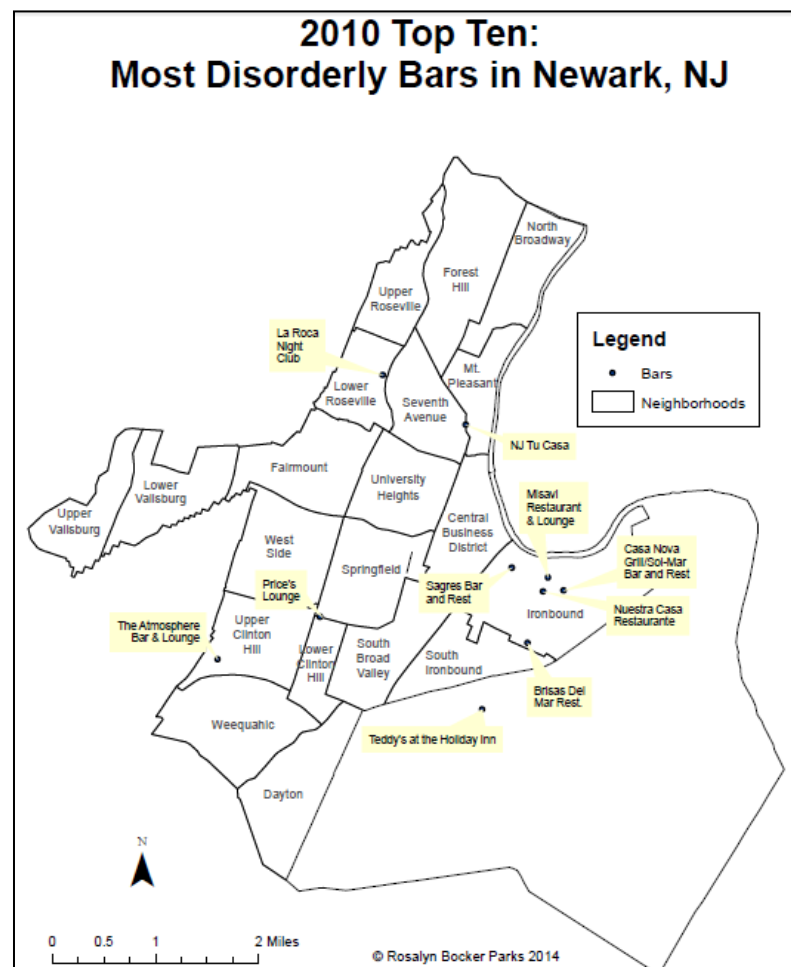 2010 Top Ten:
Most Disorderly Bars in Newark, NJ
North
Broadway
Forest
Hill
Upper
Roseville
La Roca
Night
Club
Legend
Bars
Neighborhoods
Mt.
Pleasant
Lower
Roseville
Seventh
Avenue
NJ Tu Casa
Fairmount
University
Heights
Lower
Vailsburg
Upper
Vailsburg
Misavi
Restaurant
& Lounge
Central
Business
District
West
Side
Casa Nova
Grill/Sol-Mar
Bar and Rest
Springfield
Sagres Bar
and Rest
Price's
Lounge
Ironbound
Nuestra Casa
Restaurante
The Atmosphere
Bar & Lounge
Upper
Clinton
Hill
Lower
Clinton
Hill
South
Broad
Valley
South
Ironbound
Brisas Del
Mar Rest.
Weequahic
Teddy's at the Holiday Inn
Dayton
N
0 0.5 1 2 Miles
© Rosalyn Bocker Parks 2014